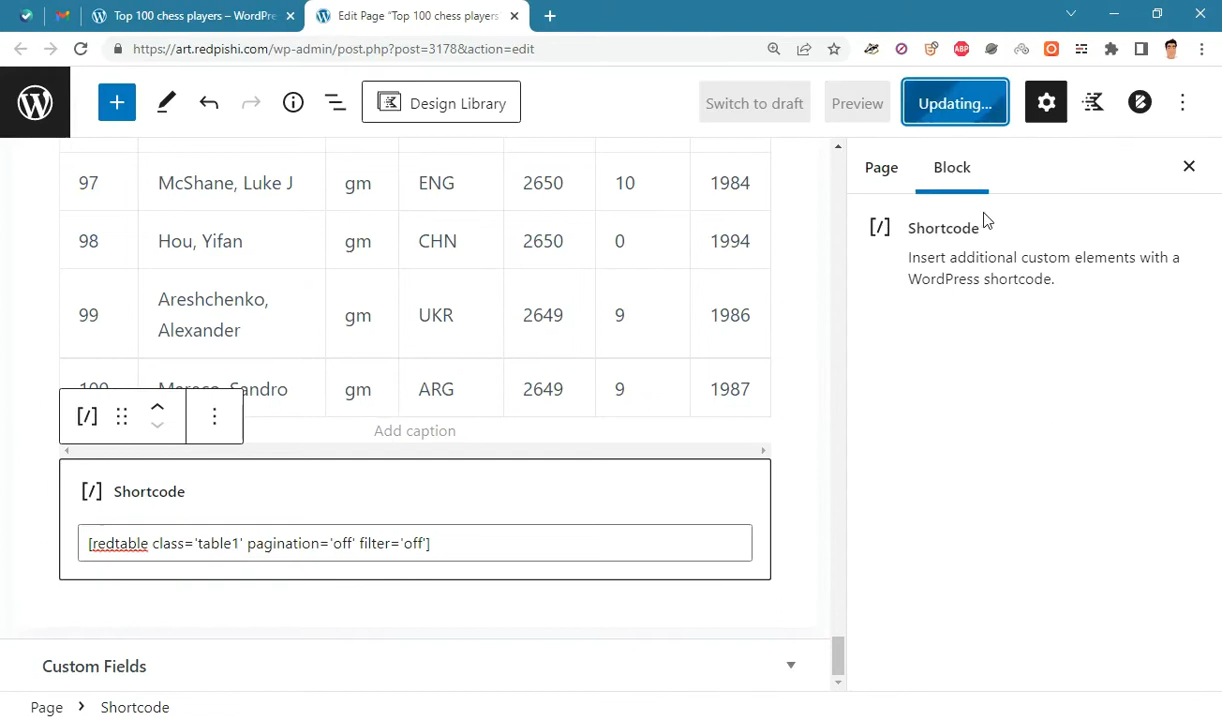 Top 100 chess players – WordPre
Edit Page "Top 100 chess players
https://art.redpishi.com/wp-admin/post.php?post=3178&action=edit
ABP
Design Library
Switch to draft
Preview
Updating...
97 McShane, Luke J gm ENG 2650 10 1984
98 Hou, Yifan gm CHN 2650 0 1994
99 Areshchenko, Alexander gm UKR 2649 9 1986
100 Mareco, Sandro gm ARG 2649 9 1987
Add caption
[/] Shortcode
[redtable class='table1' pagination='off' filter='off']
Custom Fields
Page
Shortcode
Page
Block
[/] Shortcode
Insert additional custom elements with a
WordPress shortcode.